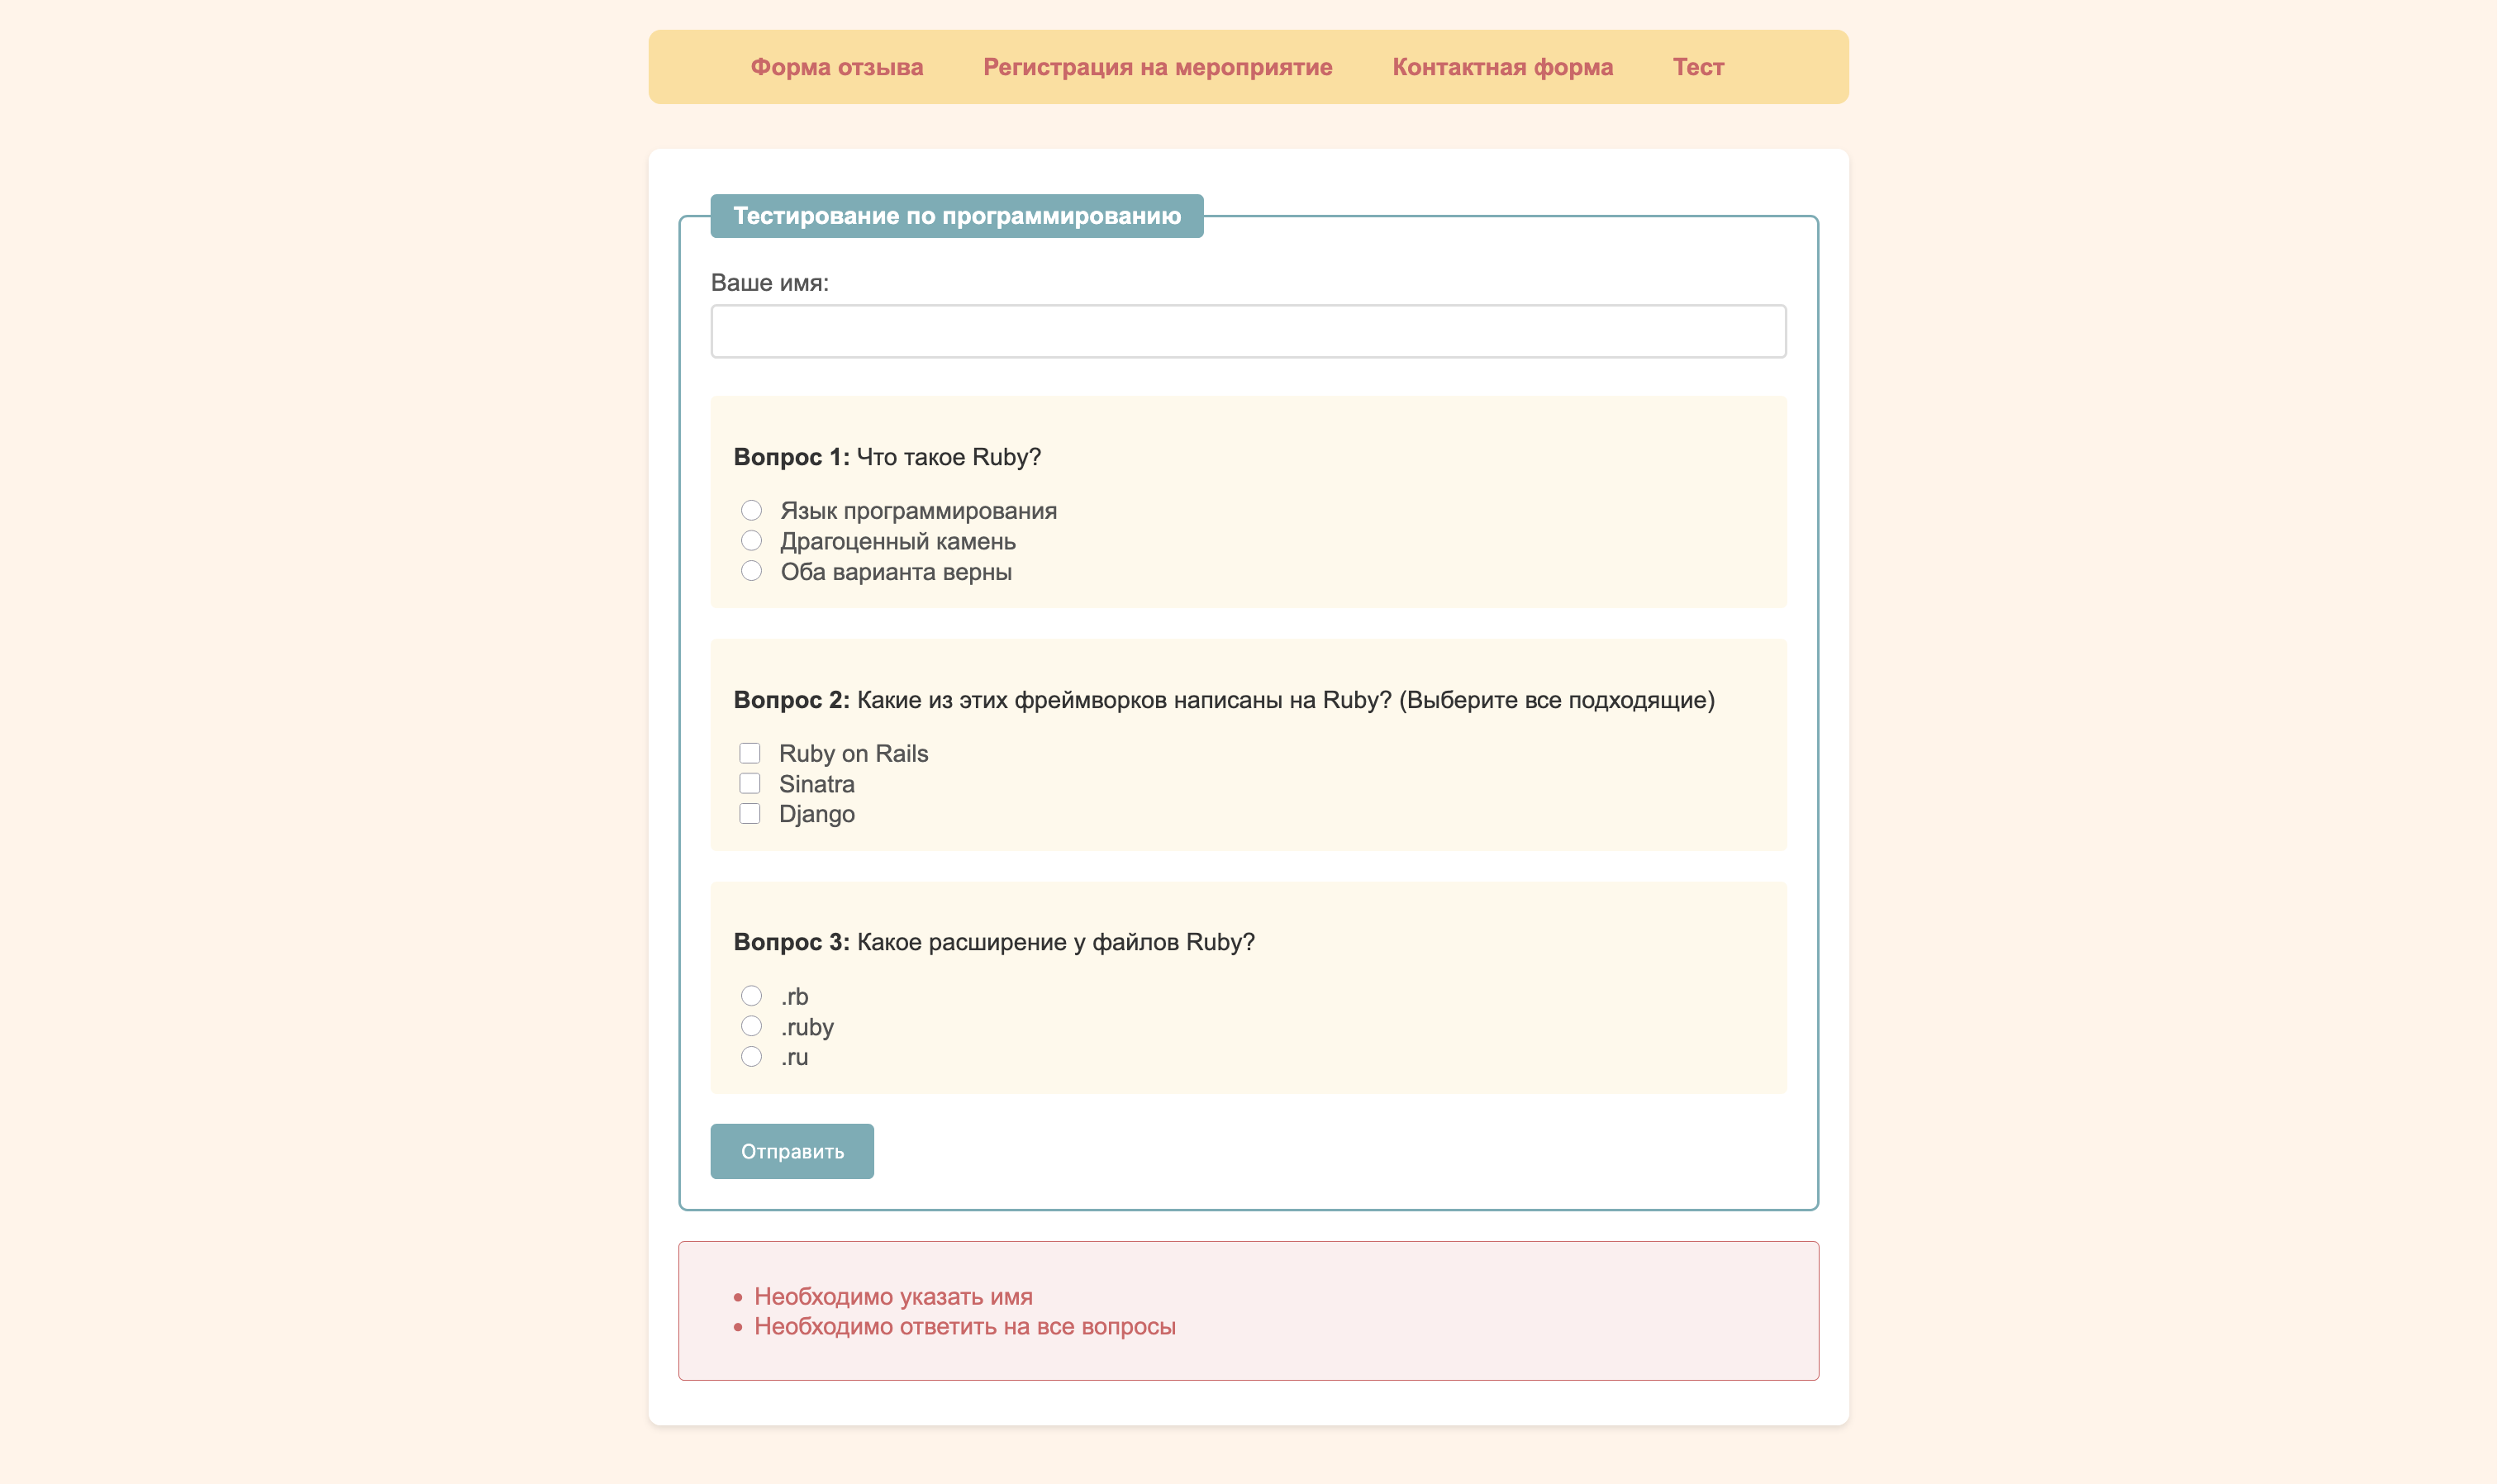 Форма отзыва Регистрация на мероприятие Контактная форма Тест
Тестирование по программированию
Ваше имя:
Вопрос 1: Что такое Ruby?
Язык программирования
Драгоценный камень
Оба варианта верны
Вопрос 2: Какие из этих фреймворков написаны на Ruby? (Выберите все подходящие)
Ruby on Rails
Sinatra
Django
Вопрос 3: Какое расширение у файлов Ruby?
.rb
.ruby
.ru
Отправить
Необходимо указать имя
Необходимо ответить на все вопросы